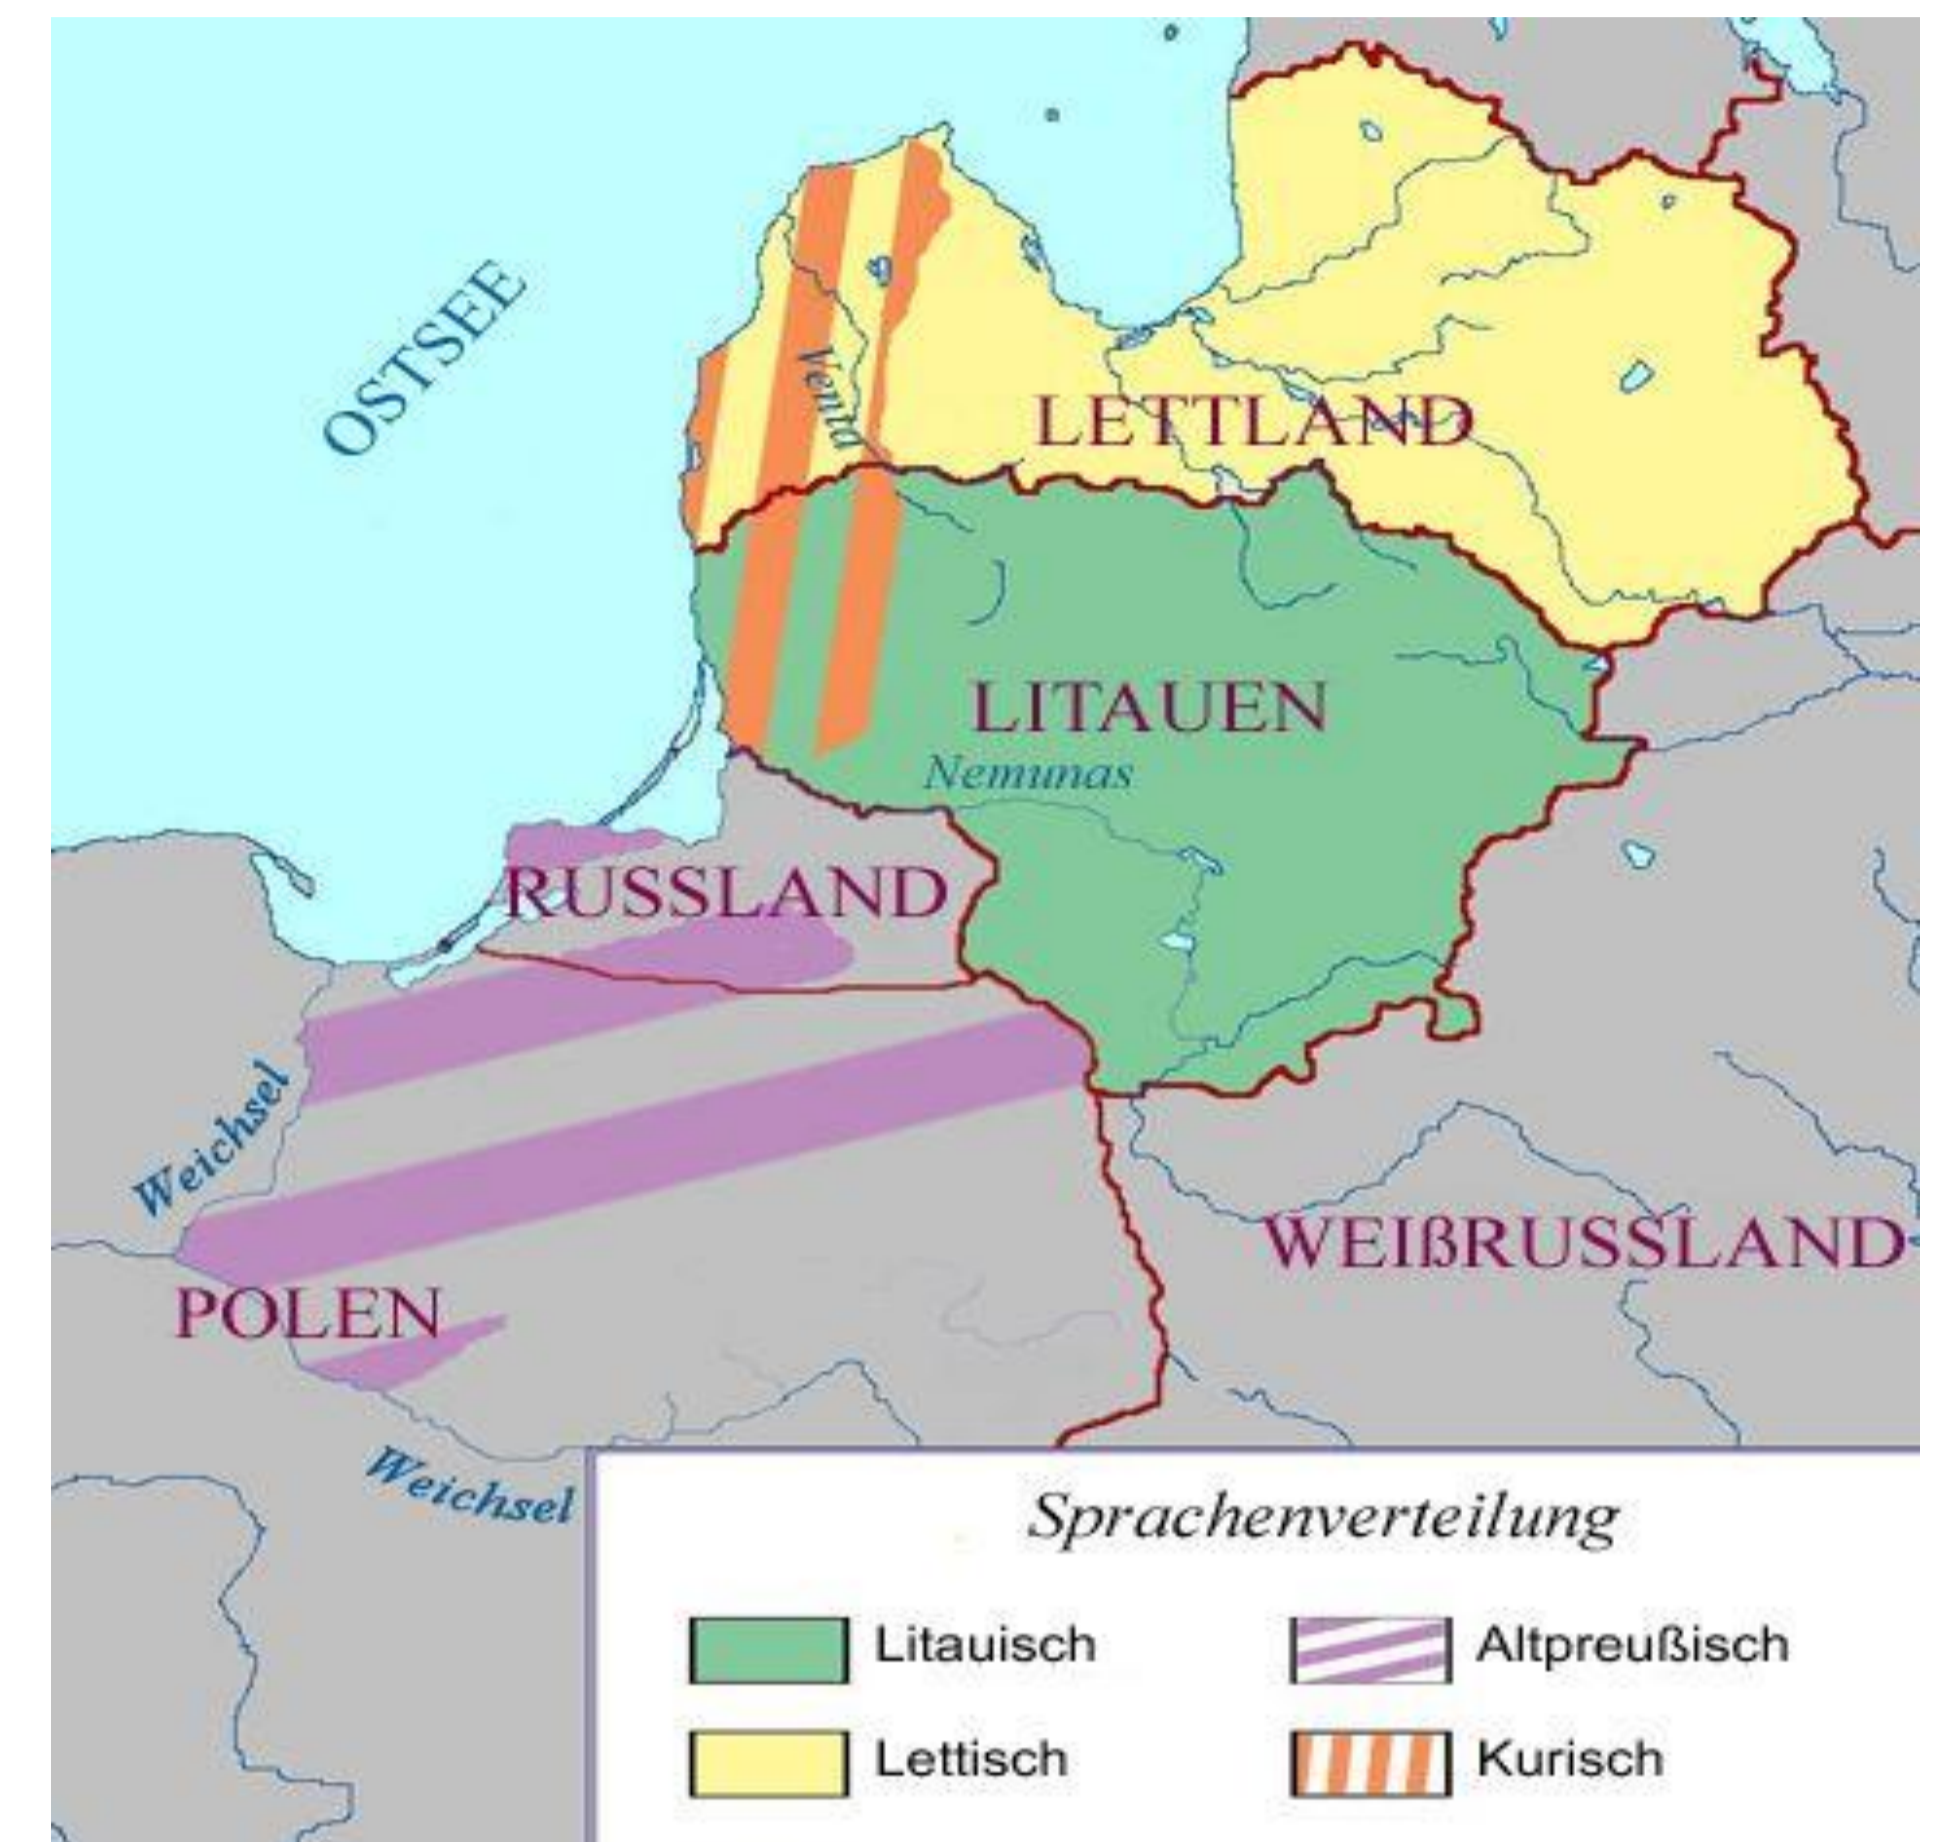 OSTSEE
Venta
LETTLAND
LITAUEN
Nemunas
RUSSLAND
Weichsel
WEIßRUSSLAND
POLEN
Weichsel
Sprachenverteilung
Litauisch
Altpreußisch
Lettisch
Kurisch